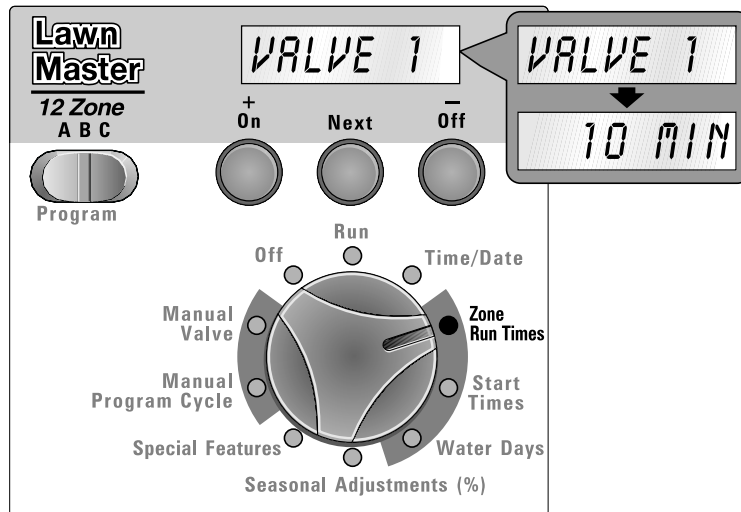 Lawn
Master
12 Zone
A B C
Program
VALVE 1
VALVE 1
10 MIN
+
On
Next
−
Off
Run
Off
Time/Date
Manual
Valve
Zone
Run Times
Manual
Program Cycle
Start
Times
Special Features
Water Days
Seasonal Adjustments (%)